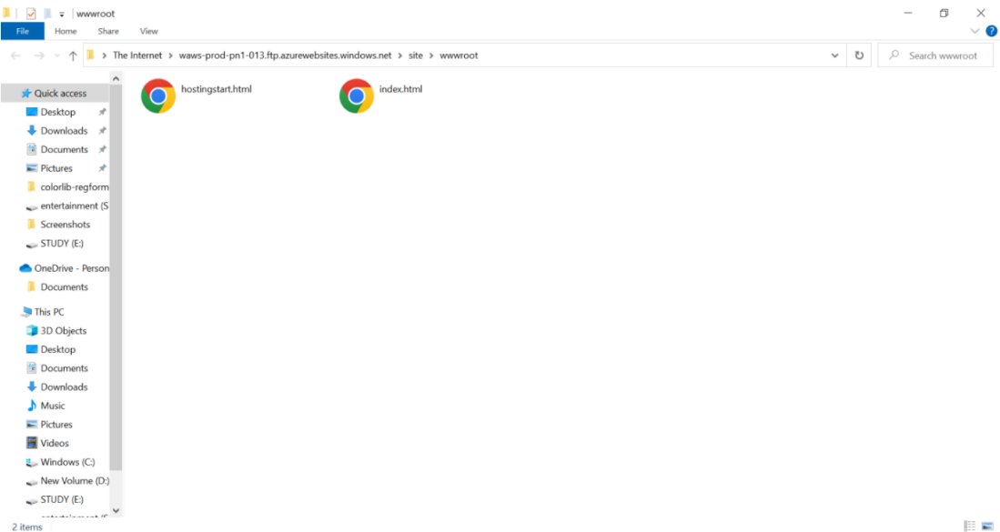 wwwroot
File Home Share View
The Internet > waws-prod-pn1-013.ftp.azurewebsites.windows.net > site > wwwroot
Search wwwroot
hostingstart.html
index.html
Quick access
Desktop
Downloads
Documents
Pictures
colorlib-regform
entertainment (S
Screenshots
STUDY (E:)
OneDrive - Person
Documents
This PC
3D Objects
Desktop
Documents
Downloads
Music
Pictures
Videos
Windows (C:)
New Volume (D:)
STUDY (E:)
2 items